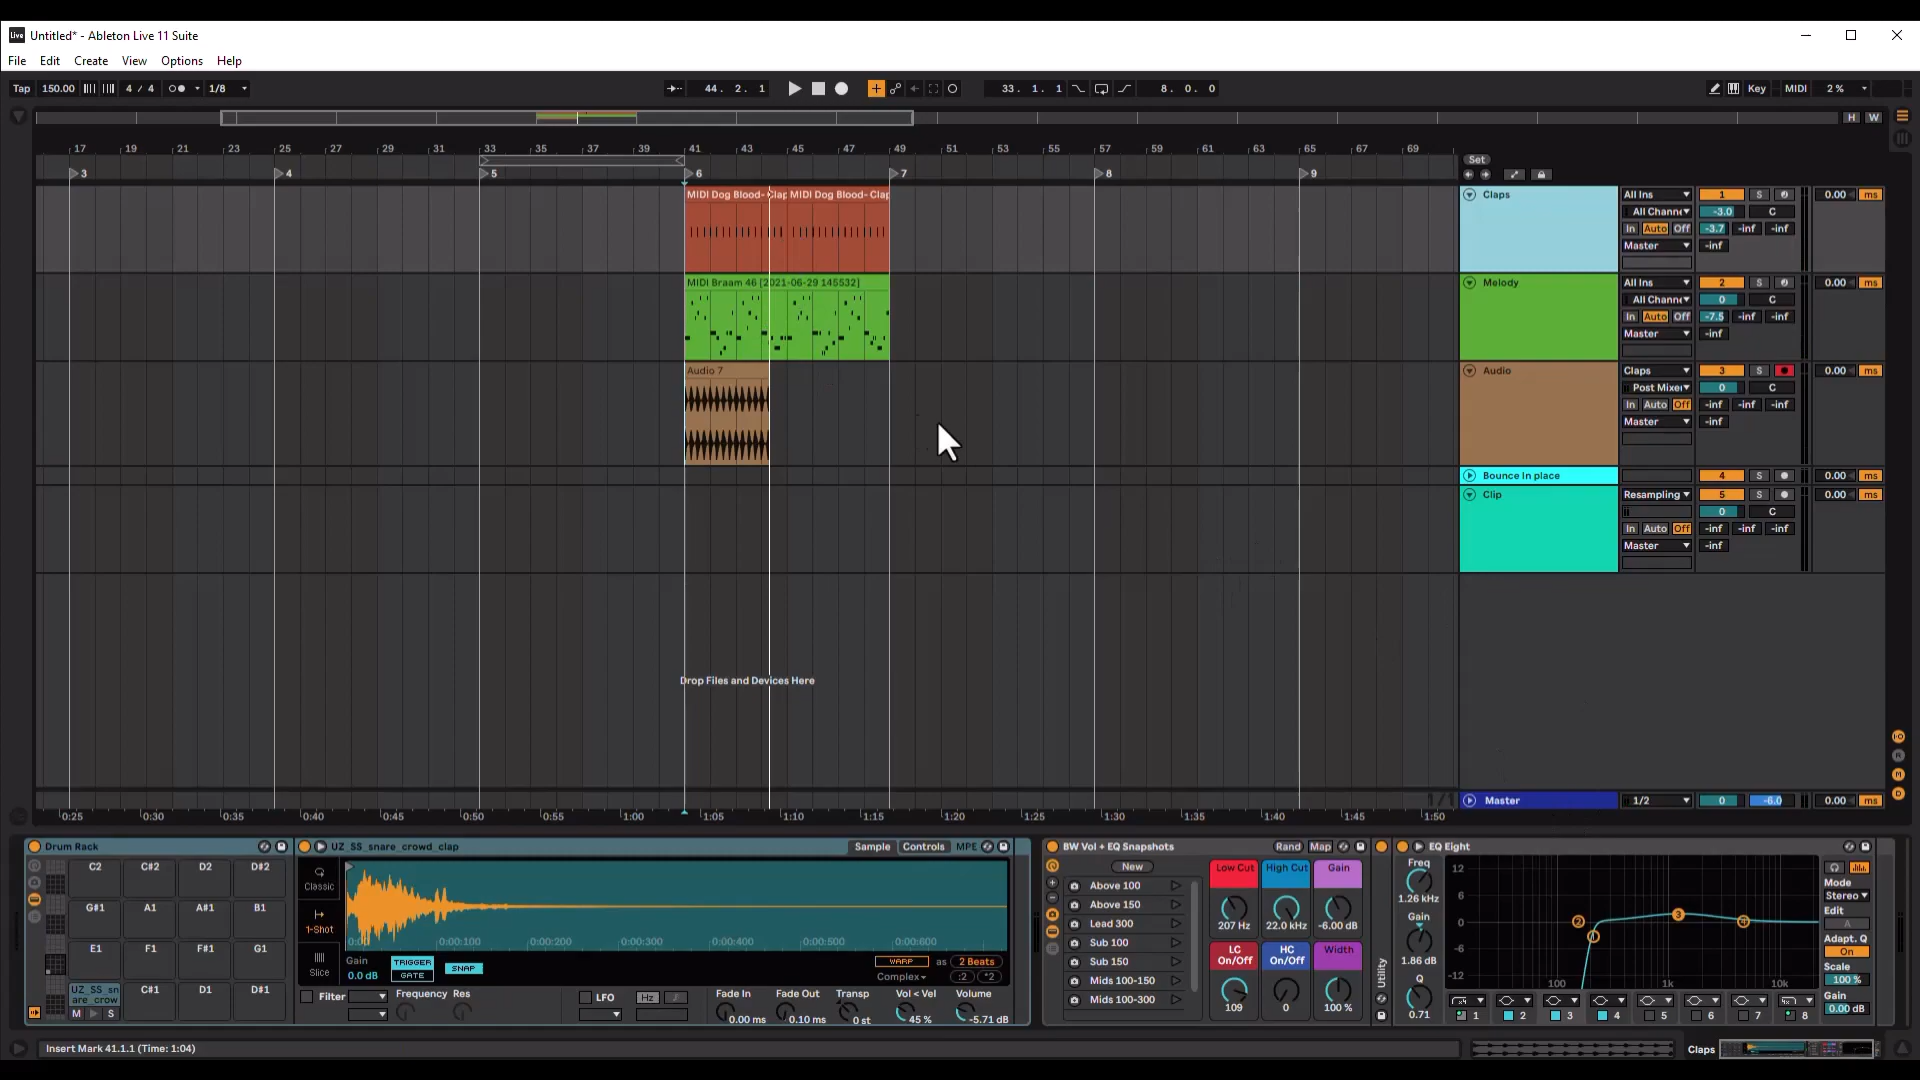 Untitled* - Ableton Live 11 Suite
File Edit Create View Options Help
Tap 150.00 4 / 4 1/8 44. 2. 1 33. 1. 1 8. 0. 0 Key MIDI 2 %
H W
17 19 21 23 25 27 29 31 33 35 37 39 41 43 45 47 49 51 53 55 57 59 61 63 65 67 69
Set
3 4 5 6 7 8 9
MIDI Dog Blood- Clap MIDI Dog Blood- Clap
Claps All Ins 1 S 0.00 ms
All Channe -3.0 C
In Auto Off -3.7 -inf -inf
Master -inf
MIDI Braam 46 [2021-06-29 145532]
Melody All Ins 2 S 0.00 ms
All Channe 0 C
In Auto Off -7.5 -inf -inf
Master -inf
Audio 7
Audio Claps 3 S 0.00 ms
Post Mixer 0 C
In Auto Off -inf -inf -inf
Master -inf
Bounce In place 4 S 0.00 ms
Clip Resampling 5 S 0.00 ms
0 C
In Auto Off -inf -inf -inf
Master -inf
Drop Files and Devices Here
1/1
Master 1/2 0 -6.0 0.00 ms
0:25 0:30 0:35 0:40 0:45 0:50 0:55 1:00 1:05 1:10 1:15 1:20 1:25 1:30 1:35 1:40 1:45 1:50
Drum Rack
C2 C#2 D2 D#2
G#1 A1 A#1 B1
E1 F1 F#1 G1
UZ_SS_sn
are_crow
C#1 D1 D#1
M S
UZ_SS_snare_crowd_clap Sample Controls MPE
Classic
1-Shot
Slice
0:00 0:00:100 0:00:200 0:00:300 0:00:400 0:00:500 0:00:600
Gain
0.0 dB
TRIGGER
GATE
SNAP
WARP as 2 Beats
Complex :2 *2
Filter Frequency Res LFO Hz Fade In Fade Out Transp Vol < Vel Volume
0.00 ms 0.10 ms 0 st 45 % -5.71 dB
BW Vol + EQ Snapshots Rand Map
New
Above 100
Above 150
Lead 300
Sub 100
Sub 150
Mids 100-150
Mids 100-300
Low Cut High Cut Gain
207 Hz 22.0 kHz -6.00 dB
LC On/Off HC On/Off Width
109 0 100 %
Utility
EQ Eight
Freq
1.26 kHz
Gain
1.86 dB
Q
0.71
12
6
0
-6
-12
100 1k 10k
2 1 3 4
1 2 3 4 5 6 7 8
Mode
Stereo
Edit
A
Adapt. Q
On
Scale
100 %
Gain
0.00 dB
Insert Mark 41.1.1 (Time: 1:04)
Claps